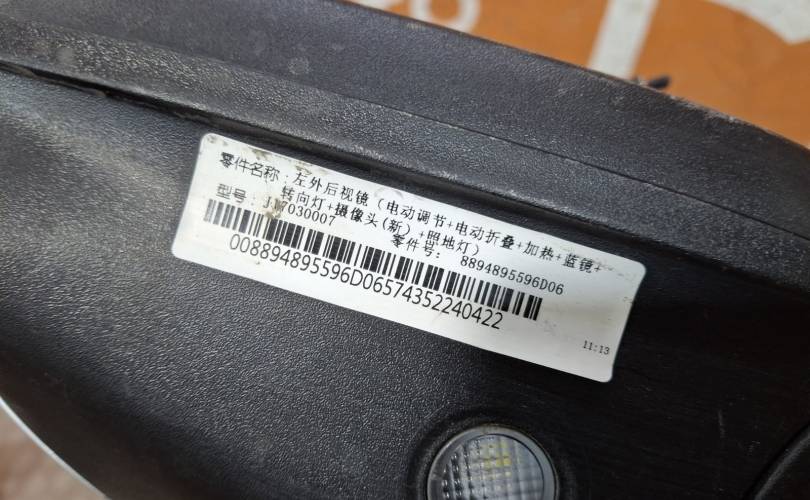 零件名称：左外后视镜（电动调节+电动折叠+加热+蓝镜+
转向灯+摄像头(新）+照地灯）
型号：JX7030007 零件号：8894895596D06
008894895596D06574352240422
11:13